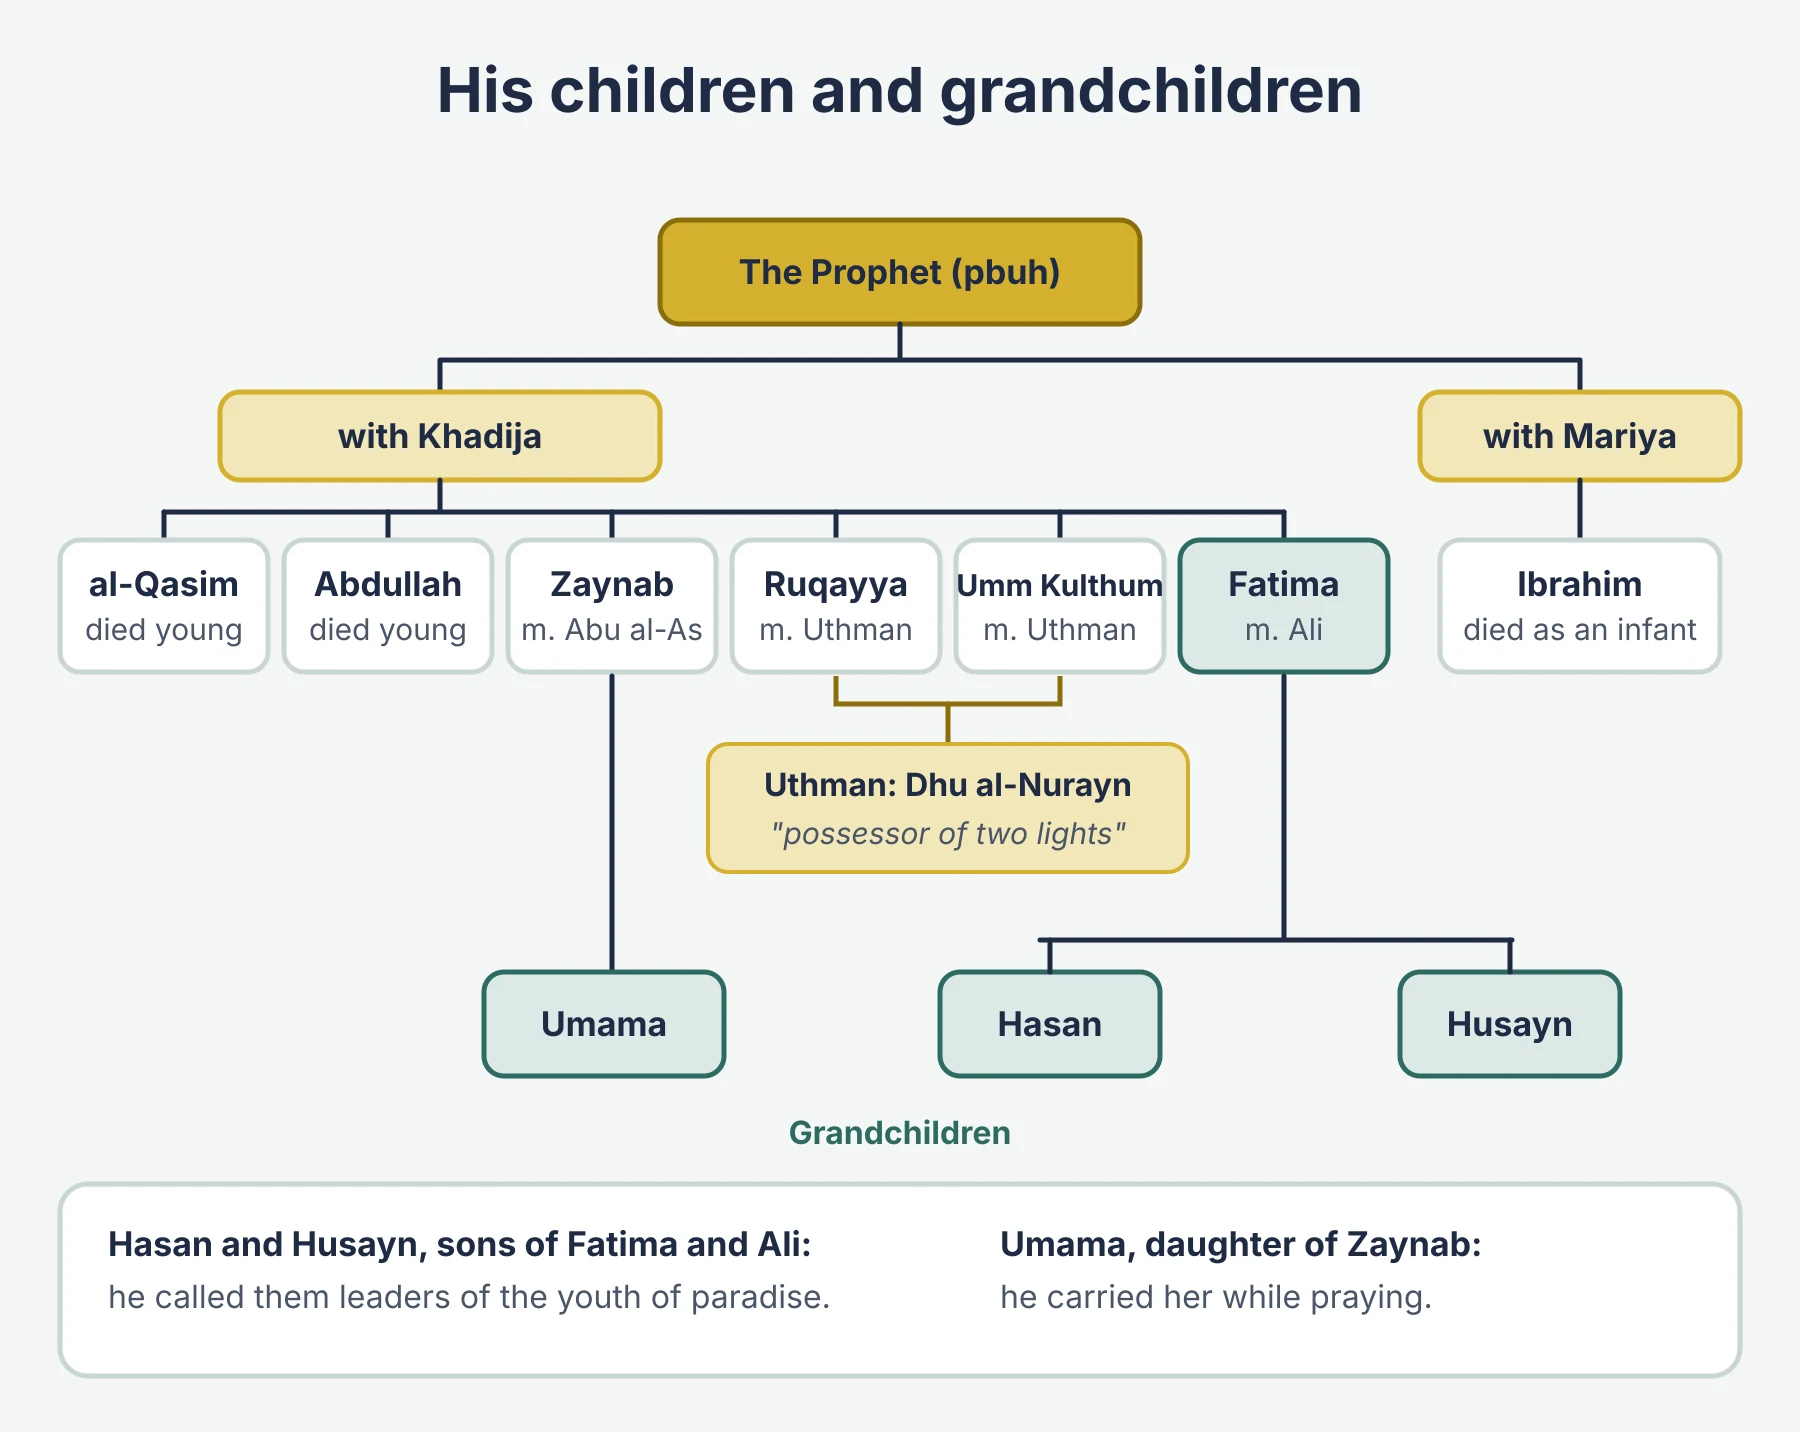 His children and grandchildren
The Prophet (pbuh)
with Khadija
with Mariya
al-Qasim
died young
Abdullah
died young
Zaynab
m. Abu al-As
Ruqayya
m. Uthman
Umm Kulthum
m. Uthman
Fatima
m. Ali
Ibrahim
died as an infant
Uthman: Dhu al-Nurayn
"possessor of two lights"
Umama
Hasan
Husayn
Grandchildren
Hasan and Husayn, sons of Fatima and Ali:
he called them leaders of the youth of paradise.
Umama, daughter of Zaynab:
he carried her while praying.